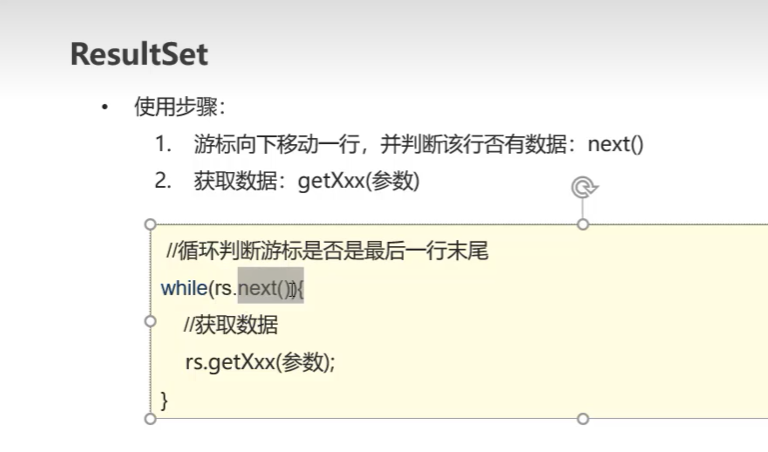 ResultSet
• 使用步骤：
1. 游标向下移动一行，并判断该行否有数据：next()
2. 获取数据：getXxx(参数)
//循环判断游标是否是最后一行末尾
while(rs.next()){
//获取数据
rs.getXxx(参数);
}